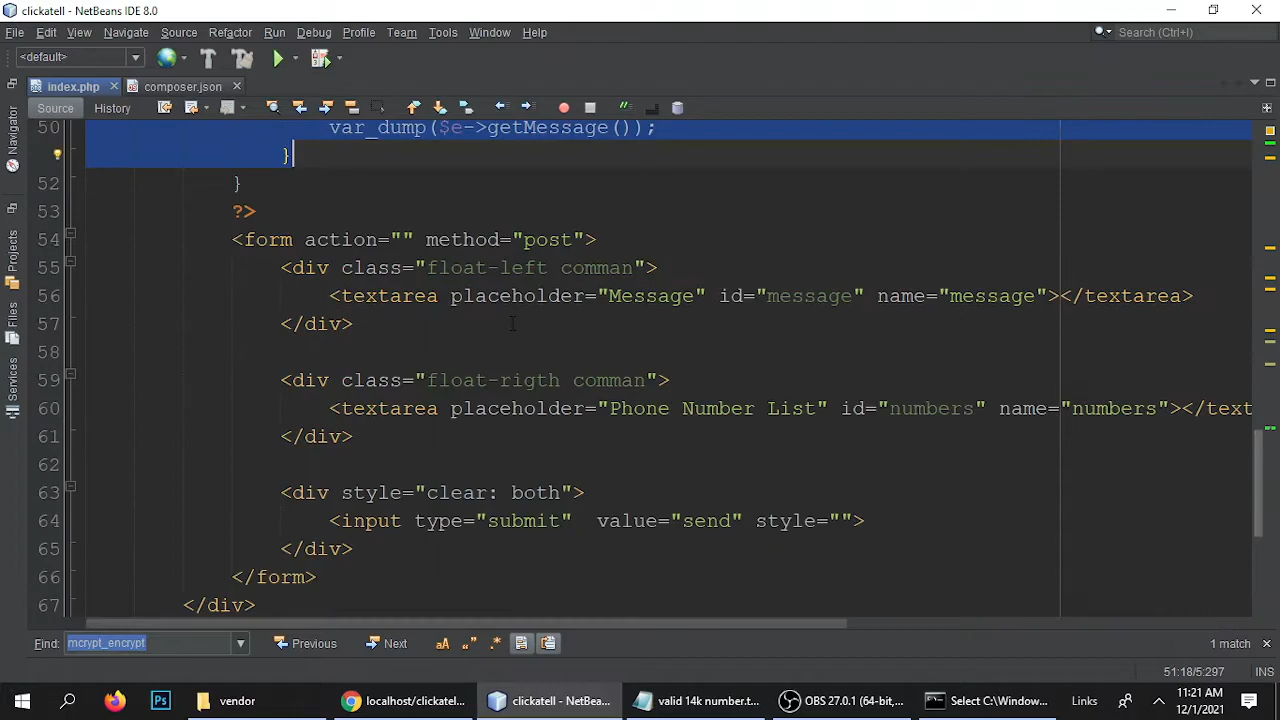 clickatell - NetBeans IDE 8.0
File Edit View Navigate Source Refactor Run Debug Profile Team Tools Window Help
Search (Ctrl+I)
<default>
index.php composer.json
Source History
Navigator
Projects
Files
Services
50 var_dump($e->getMessage());
}
52 }
53 ?>
54 <form action="" method="post">
55 <div class="float-left comman">
56 <textarea placeholder="Message" id="message" name="message"></textarea>
57 </div>
58
59 <div class="float-rigth comman">
60 <textarea placeholder="Phone Number List" id="numbers" name="numbers"></text
61 </div>
62
63 <div style="clear: both">
64 <input type="submit"  value="send" style="">
65 </div>
66 </form>
67 </div>
Find: mcrypt_encrypt Previous Next 1 match
51:18/5:297 INS
vendor localhost/clickatel... clickatell - NetBea... valid 14k number.t... OBS 27.0.1 (64-bit,... Select C:\Window... Links 11:21 AM
12/1/2021